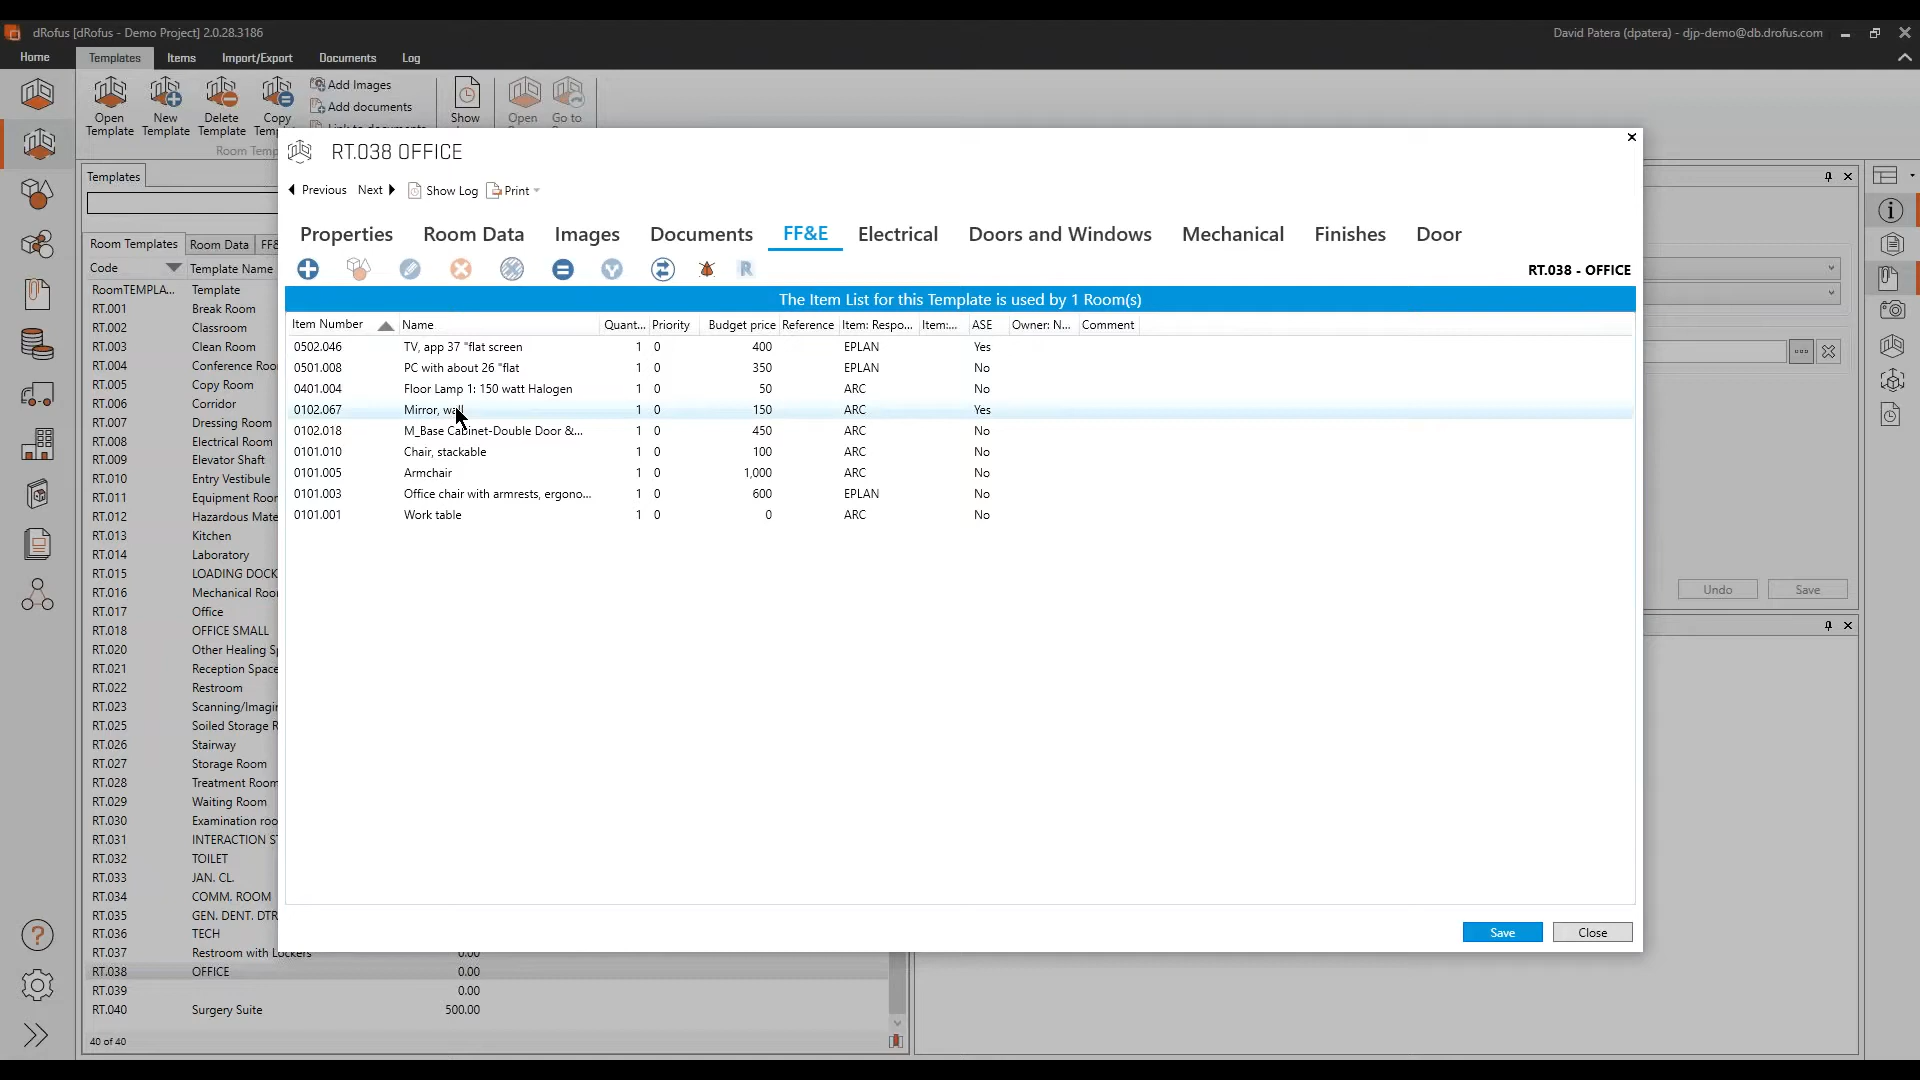 dRofus [dRofus - Demo Project] 2.0.28.3186
David Patera (dpatera) - djp-demo@db.drofus.com
Home Templates Items Import/Export Documents Log
Open Template
New Template
Delete Template
Copy
Add Images
Add documents
Show
Open
Go to
Templates
Room Templates Room Data
Code Template Name
RoomTEMPLA... Template
RT.001 Break Room
RT.002 Classroom
RT.003 Clean Room
RT.004 Conference Roo
RT.005 Copy Room
RT.006 Corridor
RT.007 Dressing Room
RT.008 Electrical Room
RT.009 Elevator Shaft
RT.010 Entry Vestibule
RT.011 Equipment Roor
RT.012 Hazardous Mate
RT.013 Kitchen
RT.014 Laboratory
RT.015 LOADING DOCK
RT.016 Mechanical Roo
RT.017 Office
RT.018 OFFICE SMALL
RT.020 Other Healing S
RT.021 Reception Space
RT.022 Restroom
RT.023 Scanning/Imagi
RT.025 Soiled Storage R
RT.026 Stairway
RT.027 Storage Room
RT.028 Treatment Room
RT.029 Waiting Room
RT.030 Examination roo
RT.031 INTERACTION S
RT.032 TOILET
RT.033 JAN. CL.
RT.034 COMM. ROOM
RT.035 GEN. DENT. DTR
RT.036 TECH
RT.037 Restroom with Lockers 0.00
RT.038 OFFICE 0.00
RT.039 0.00
RT.040 Surgery Suite 500.00
40 of 40
RT.038 OFFICE
Previous Next Show Log Print
Properties Room Data Images Documents FF&E Electrical Doors and Windows Mechanical Finishes Door
RT.038 - OFFICE
The Item List for this Template is used by 1 Room(s)
Item Number Name Quant... Priority Budget price Reference Item: Respo... Item:... ASE Owner: N... Comment
0502.046 TV, app 37 "flat screen 1 0 400 EPLAN Yes
0501.008 PC with about 26 "flat 1 0 350 EPLAN No
0401.004 Floor Lamp 1: 150 watt Halogen 1 0 50 ARC No
0102.067 Mirror, wall 1 0 150 ARC Yes
0102.018 M_Base Cabinet-Double Door &... 1 0 450 ARC No
0101.010 Chair, stackable 1 0 100 ARC No
0101.005 Armchair 1 0 1,000 ARC No
0101.003 Office chair with armrests, ergono... 1 0 600 EPLAN No
0101.001 Work table 1 0 0 ARC No
Save Close
Undo Save